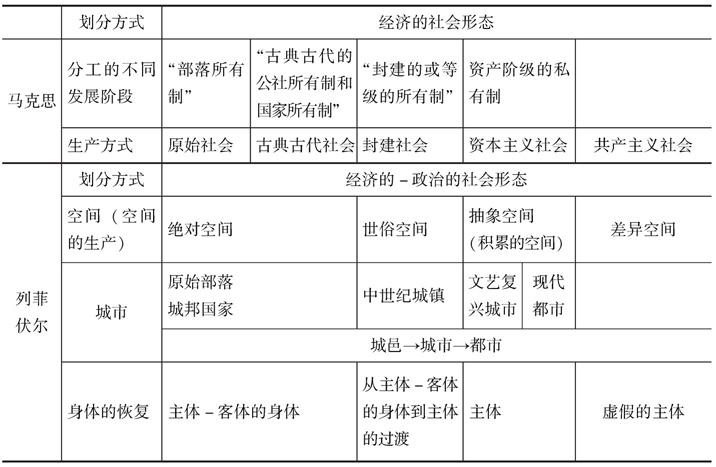 划分方式 经济的社会形态
马克思
分工的不同 “部落所有 “古典古代的 “封建的或等 资产阶级的私
发展阶段 制” 公社所有制和 级的所有制” 有制
国家所有制”
生产方式 原始社会 古典古代社会 封建社会 资本主义社会 共产主义社会
列菲
伏尔
划分方式 经济的－政治的社会形态
空间（空间 绝对空间 世俗空间 抽象空间 差异空间
的生产） (积累的空间)
城市 原始部落 中世纪城镇 文艺复 现代
城邦国家 兴城市 都市
城邑→城市→都市
身体的恢复 主体－客体的身体 从主体－客体 主体 虚假的主体
的身体到主体
的过渡